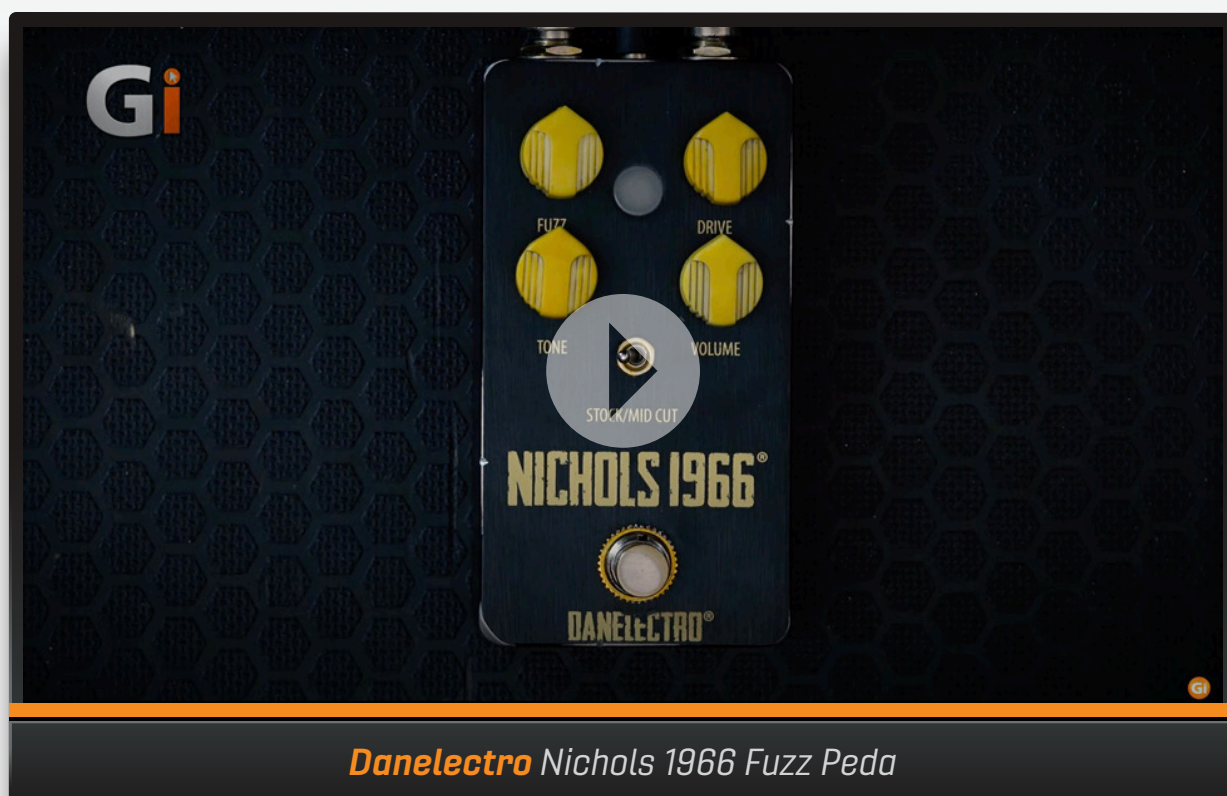 Gi
FUZZ DRIVE
TONE VOLUME
STOCK/MID CUT
NICHOLS 1966®
DANELECTRO®
Gi
Danelectro Nichols 1966 Fuzz Peda